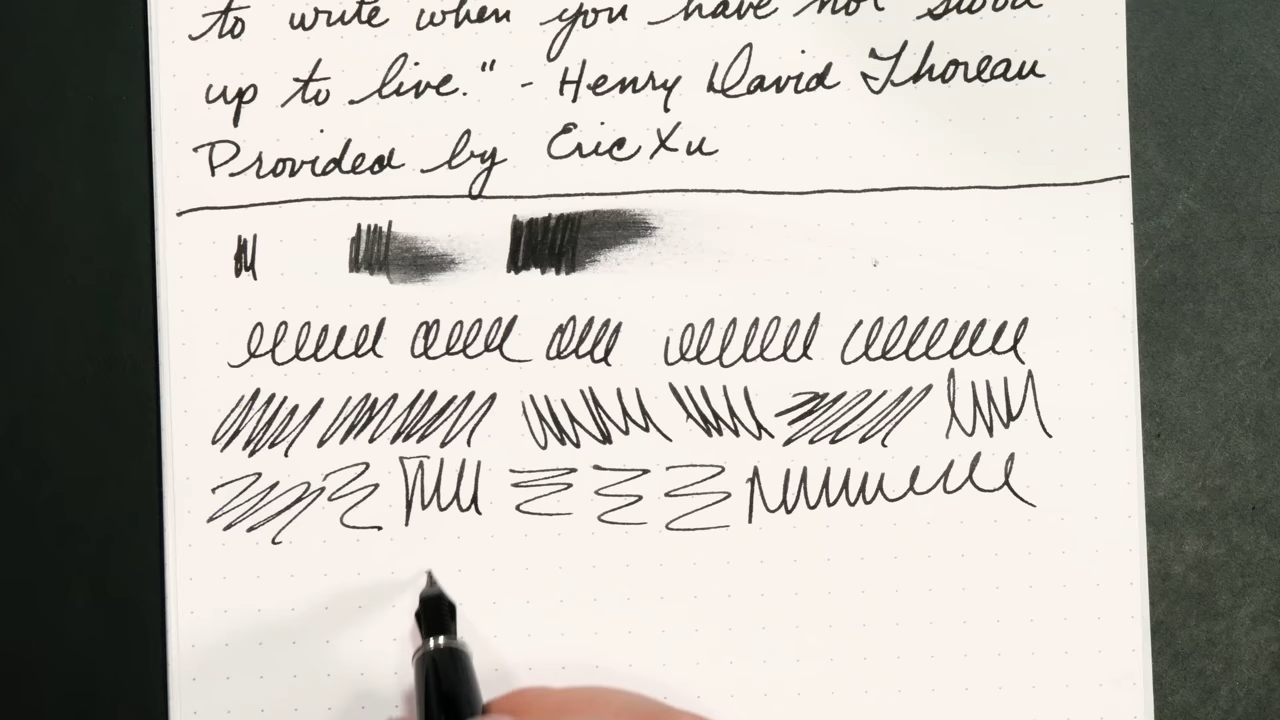 to write when you have not stood
up to live." - Henry David Thoreau
Provided by Eric Xu